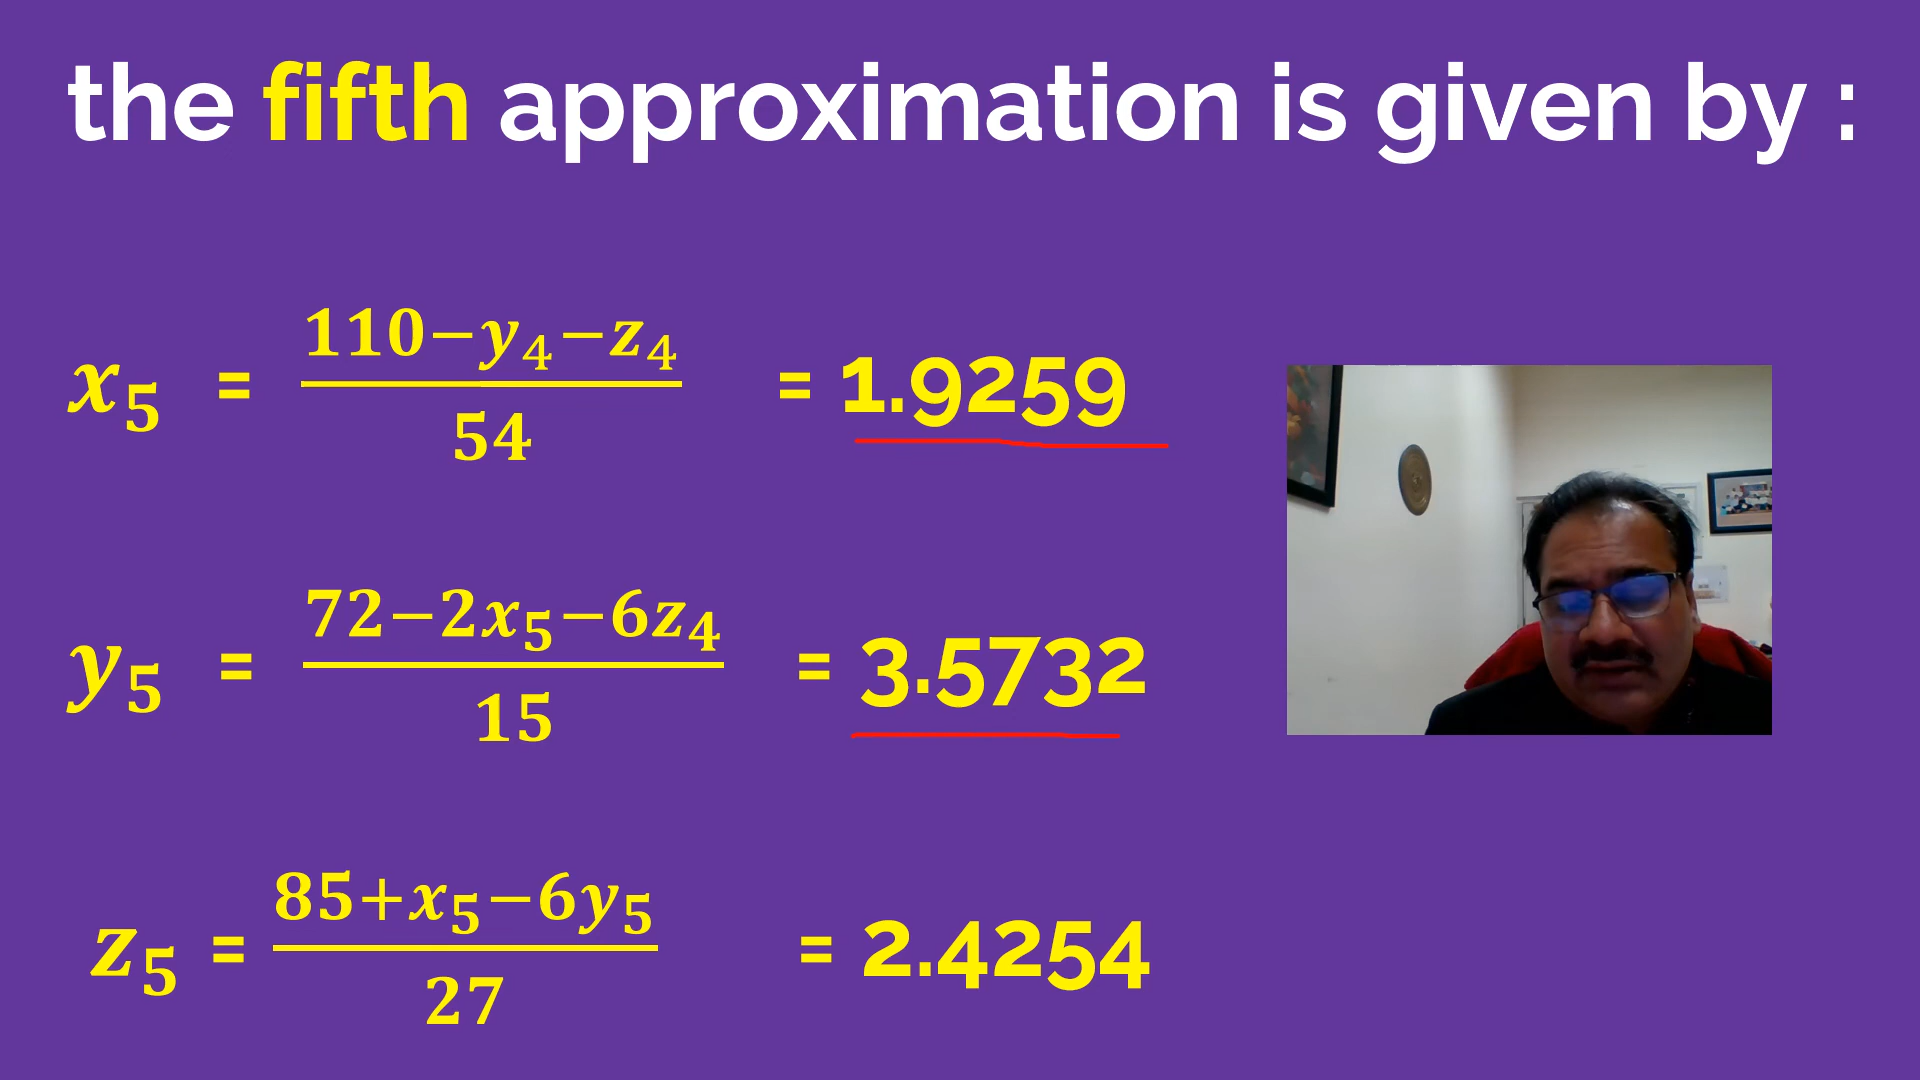 the fifth approximation is given by :
x₅ = (110−y₄−z₄)/54 = 1.9259
y₅ = (72−2x₅−6z₄)/15 = 3.5732
z₅ = (85+x₅−6y₅)/27 = 2.4254